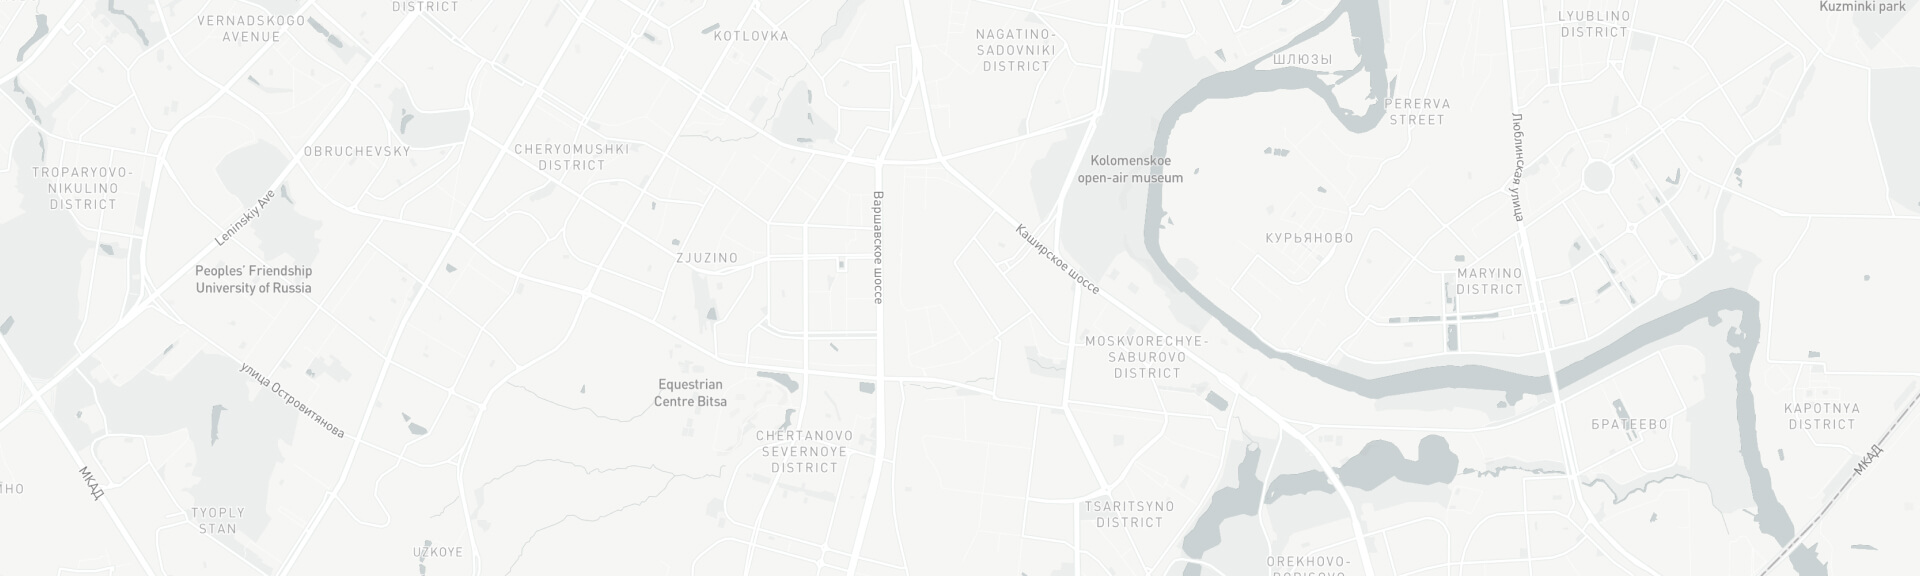 DISTRICT
Kuzminki park
VERNADSKOGO
AVENUE
KOTLOVKA
NAGATINO-
SADOVNIKI
DISTRICT
LYUBLINO
DISTRICT
ШЛЮЗЫ
PERERVA
STREET
OBRUCHEVSKY
CHERYOMUSHKI
DISTRICT
Kolomenskoe
open-air museum
Люблинская улица
TROPARYOVO-
NIKULINO
DISTRICT
Leninskiy Ave
Варшавское шоссе
Каширское шоссе
КУРЬЯНОВО
ZJUZINO
Peoples' Friendship
University of Russia
MARYINO
DISTRICT
MOSKVORECHYE-
SABUROVO
DISTRICT
улица Островитянова
Equestrian
Centre Bitsa
KAPOTNYA
DISTRICT
БРАТЕЕВО
CHERTANOVO
SEVERNOYE
DISTRICT
МКАД
МКАД
ЙНО
TYOPLY
STAN
TSARITSYNO
DISTRICT
UZKOYE
OREKHOVO-
BORISOVO